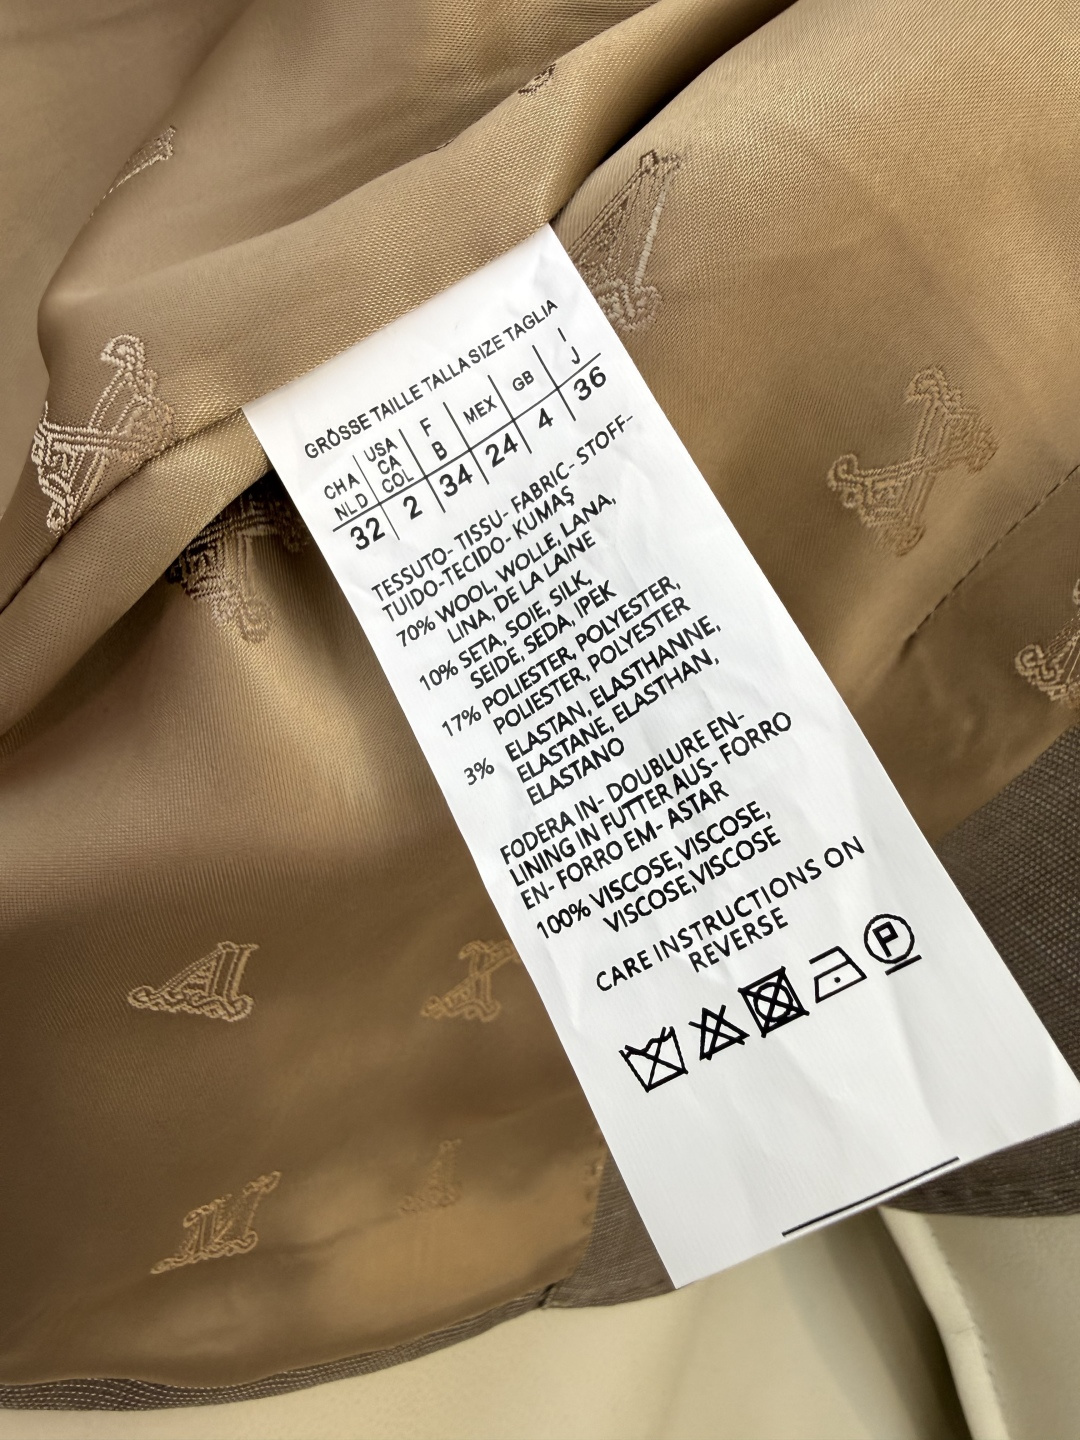 GRÖSSE TAILLE TALLA SIZE TAGLIA
CHA NLD USA CA COL F B MEX GB I J
32 2 34 24 4 36
TESSUTO- TISSU- FABRIC- STOFF-
TUIDO-TECIDO- KUMAŞ
70% WOOL, WOLLE, LANA,
LINA, DE LA LAINE
10% SETA, SOIE, SILK,
SEIDE, SEDA, IPEK
17% POLIESTER, POLYESTER,
POLIESTER, POLYESTER
3% ELASTAN, ELASTHANNE,
ELASTANE, ELASTHAN,
ELASTANO
FODERA IN- DOUBLURE EN-
LINING IN FUTTER AUS- FORRO
EN- FORRO EM- ASTAR
100% VISCOSE, VISCOSE,
VISCOSE, VISCOSE
CARE INSTRUCTIONS ON
REVERSE
P